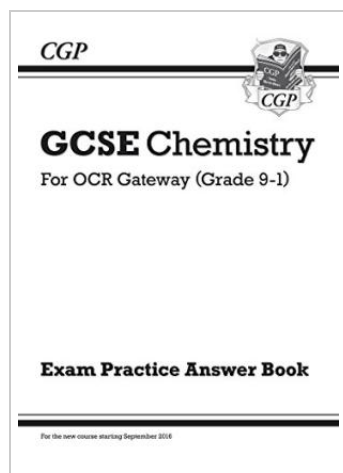 CGP
CGP
CGP
GCSE Chemistry
For OCR Gateway (Grade 9-1)
Exam Practice Answer Book
For the new course starting September 2016